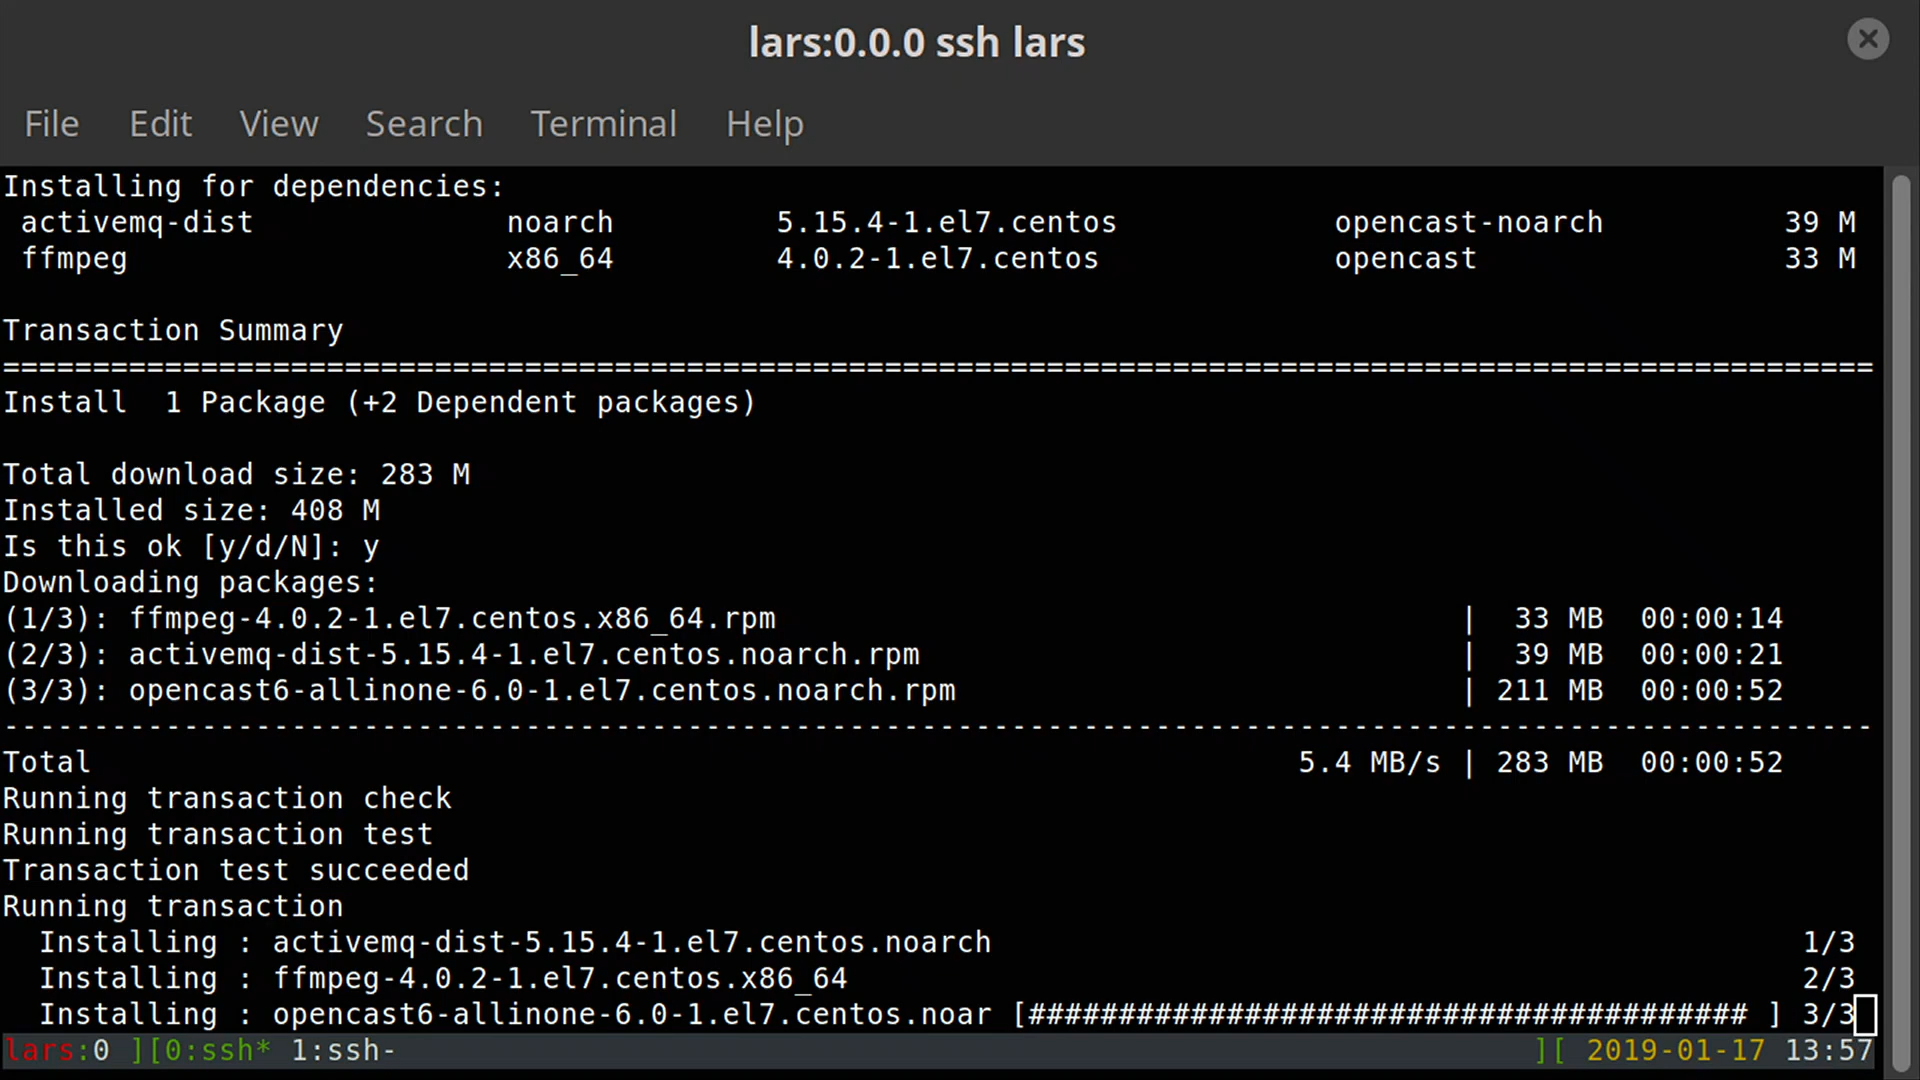 lars:0.0.0 ssh lars
File Edit View Search Terminal Help
Installing for dependencies:
 activemq-dist              noarch         5.15.4-1.el7.centos            opencast-noarch          39 M
 ffmpeg                     x86_64         4.0.2-1.el7.centos             opencast                 33 M
Transaction Summary
========================================================================================================
Install  1 Package (+2 Dependent packages)
Total download size: 283 M
Installed size: 408 M
Is this ok [y/d/N]: y
Downloading packages:
(1/3): ffmpeg-4.0.2-1.el7.centos.x86_64.rpm                                      |  33 MB  00:00:14
(2/3): activemq-dist-5.15.4-1.el7.centos.noarch.rpm                              |  39 MB  00:00:21
(3/3): opencast6-allinone-6.0-1.el7.centos.noarch.rpm                            | 211 MB  00:00:52
--------------------------------------------------------------------------------------------------------
Total                                                                   5.4 MB/s | 283 MB  00:00:52
Running transaction check
Running transaction test
Transaction test succeeded
Running transaction
  Installing : activemq-dist-5.15.4-1.el7.centos.noarch                                             1/3
  Installing : ffmpeg-4.0.2-1.el7.centos.x86_64                                                     2/3
  Installing : opencast6-allinone-6.0-1.el7.centos.noar [######################################## ] 3/3
lars:0 ][0:ssh* 1:ssh-                                                               ][ 2019-01-17 13:57